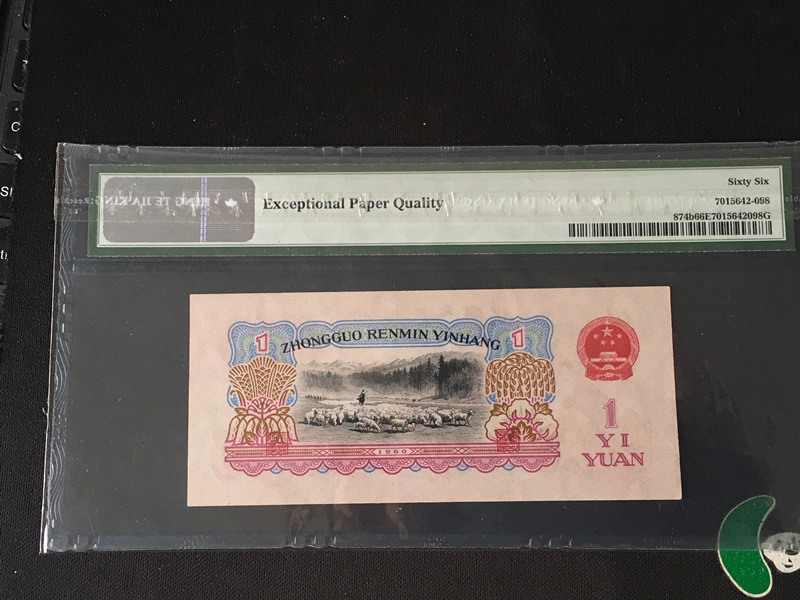 Sixty Six
Exceptional Paper Quality
7015642-098
874b66E7015642098G
1
1
ZHONGGUO RENMIN YINHANG
1960
1
YI
YUAN
C